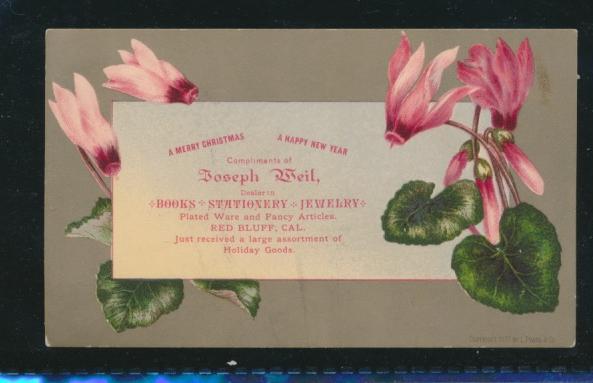 A MERRY CHRISTMAS A HAPPY NEW YEAR
Compliments of
Joseph Weil,
Dealer in
BOOKS STATIONERY JEWELRY
Plated Ware and Fancy Articles.
RED BLUFF, CAL.
Just received a large assortment of
Holiday Goods.